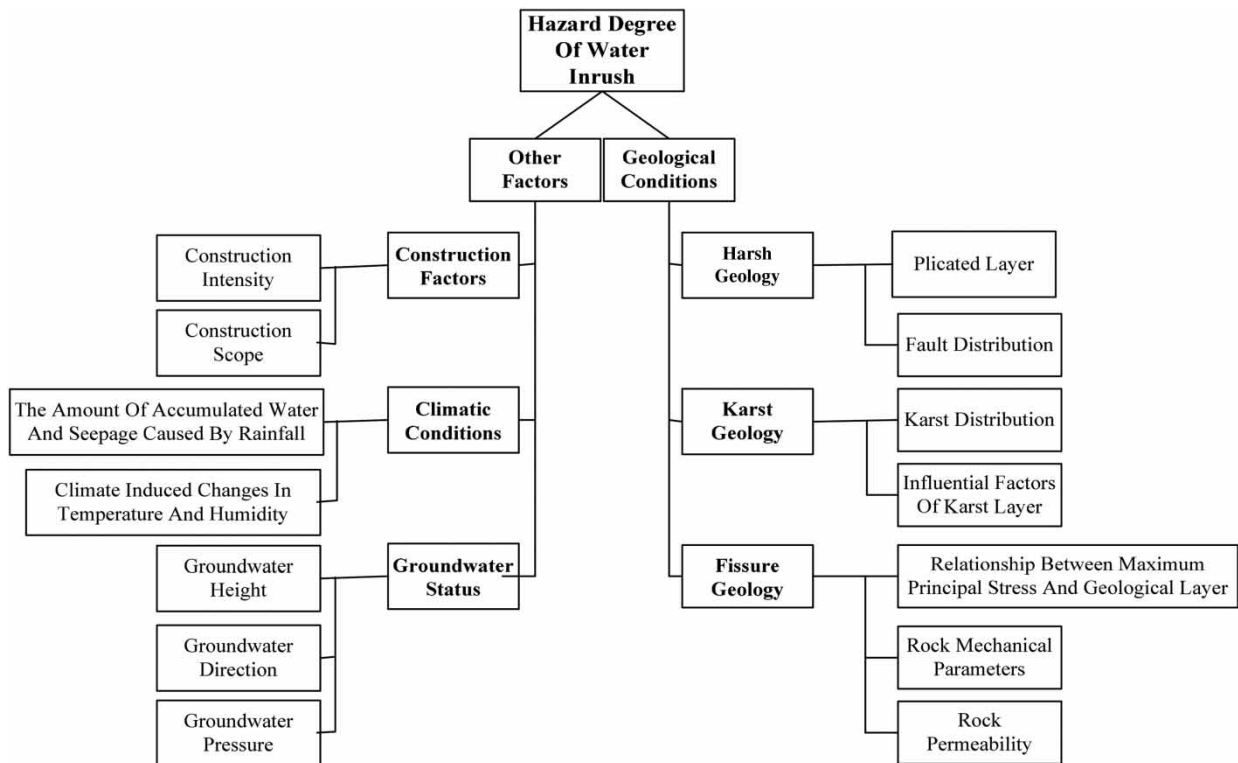 Hazard Degree
Of Water
Inrush
Other
Factors
Geological
Conditions
Construction
Intensity
Construction
Factors
Construction
Scope
The Amount Of Accumulated Water
And Seepage Caused By Rainfall
Climatic
Conditions
Climate Induced Changes In
Temperature And Humidity
Groundwater
Height
Groundwater
Status
Groundwater
Direction
Groundwater
Pressure
Harsh
Geology
Plicated Layer
Fault Distribution
Karst
Geology
Karst Distribution
Influential Factors
Of Karst Layer
Fissure
Geology
Relationship Between Maximum
Principal Stress And Geological Layer
Rock Mechanical
Parameters
Rock
Permeability